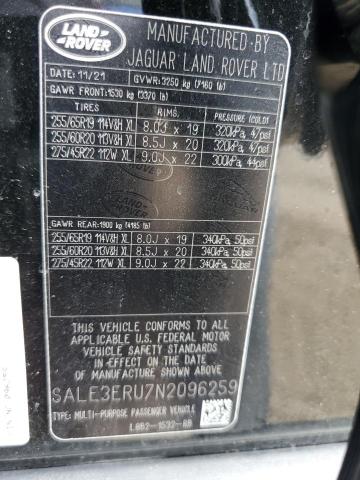 LAND ROVER
MANUFACTURED BY
JAGUAR LAND ROVER LTD
DATE: 11/21 GVWR: 3250 kg (7160 lb)
GAWR FRONT: 1530 kg (3370 lb)
TIRES RIMS PRESSURE (COLD)
255/65R19 114V&H XL 8.0J x 19 320kPa, 47psi
255/60R20 113V&H XL 8.5J x 20 320kPa, 47psi
275/45R22 112W XL 9.0J x 22 300kPa, 44psi
GAWR REAR: 1900 kg (4185 lb)
255/65R19 114V&H XL 8.0J x 19 340kPa, 50psi
255/60R20 113V&H XL 8.5J x 20 340kPa, 50psi
275/45R22 112W XL 9.0J x 22 340kPa, 50psi
THIS VEHICLE CONFORMS TO ALL
APPLICABLE U.S. FEDERAL MOTOR
VEHICLE SAFETY STANDARDS
IN EFFECT ON THE DATE OF
MANUFACTURE SHOWN ABOVE.
SALE3ERU7N2096259
TYPE: MULTI-PURPOSE PASSENGER VEHICLE
L8B2-1532-BB